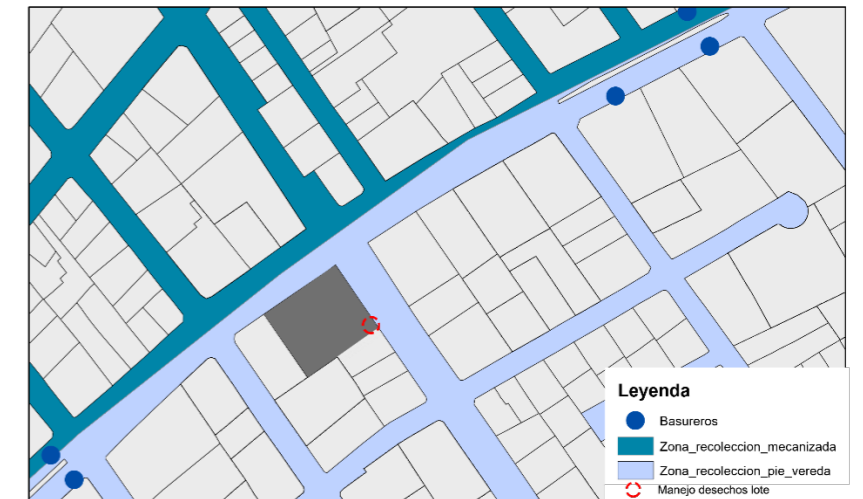 Leyenda
Basureros
Zona_recoleccion_mecanizada
Zona_recoleccion_pie_vereda
Manejo desechos lote